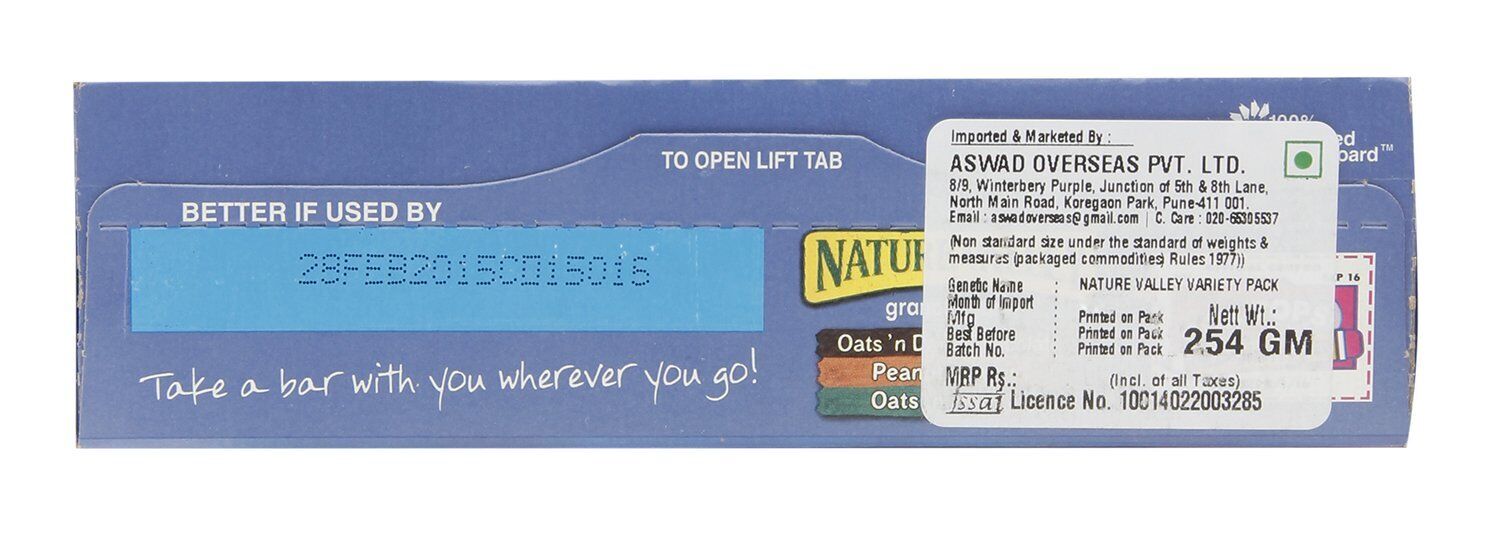 100%
TO OPEN LIFT TAB
BETTER IF USED BY
28FEB2015CD15016
NATUR
Oats 'n D
Oats
Take a bar with you wherever you go!
Imported & Marketed By :
ASWAD OVERSEAS PVT. LTD.
8/9, Winterbery Purple, Junction of 5th & 8th Lane,
North Main Road, Koregaon Park, Pune-411 001.
Email : aswadoverseas@gmail.com | C. Care : 020-65305537
(Non standard size under the standard of weights &
measures (packaged commodities) Rules 1977))
Genetic Name : NATURE VALLEY VARIETY PACK
Month of Import :
Mfg : Printed on Pack
Best Before : Printed on Pack
Batch No. : Printed on Pack
Nett Wt.:
254 GM
MRP Rs.: (Incl. of all Taxes)
fssai Licence No. 10014022003285
P 16